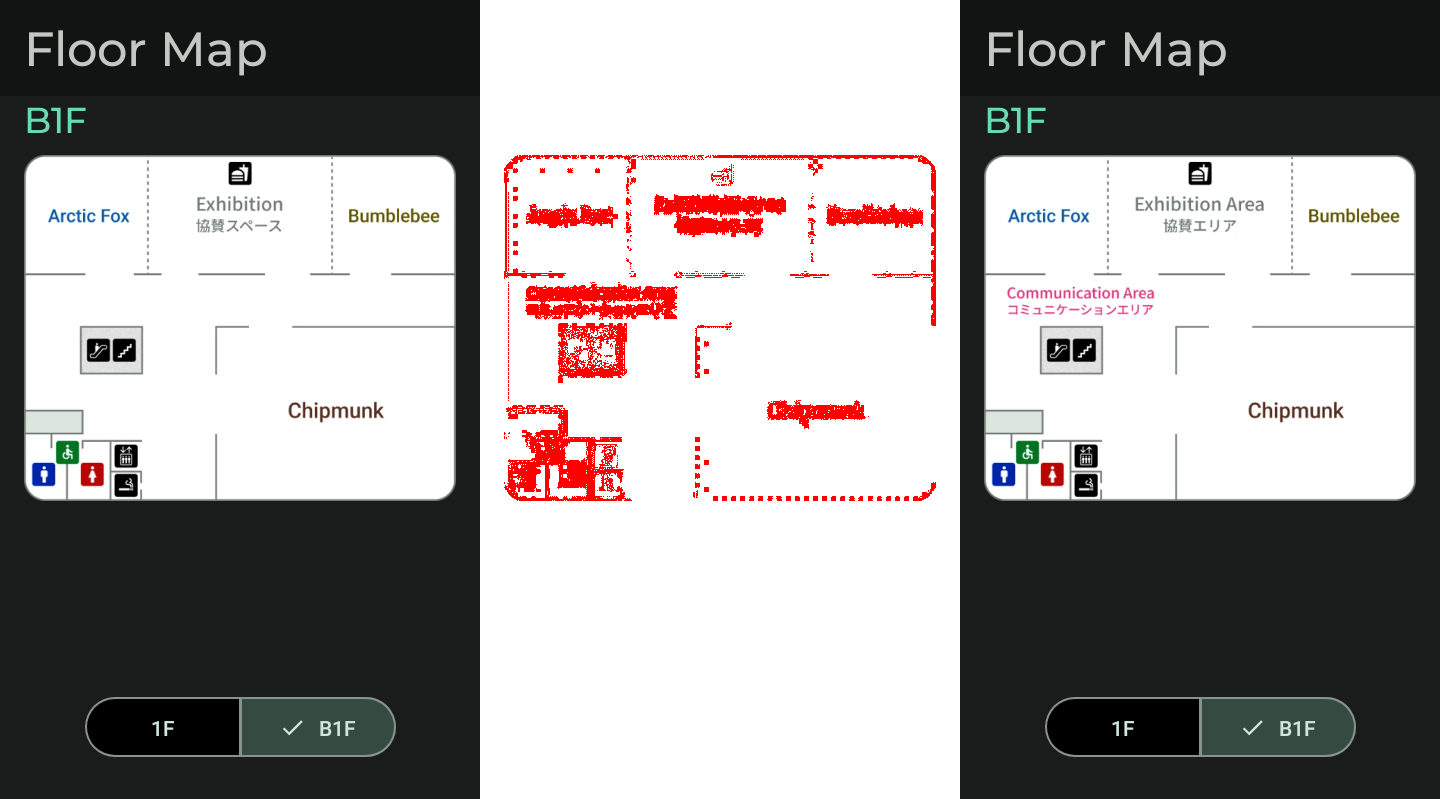 Floor Map
B1F
Exhibition
協賛スペース
Arctic Fox
Bumblebee
Chipmunk
1F
B1F
Chipmunk
Floor Map
B1F
Exhibition Area
協賛エリア
Arctic Fox
Bumblebee
Communication Area
コミュニケーションエリア
Chipmunk
1F
B1F